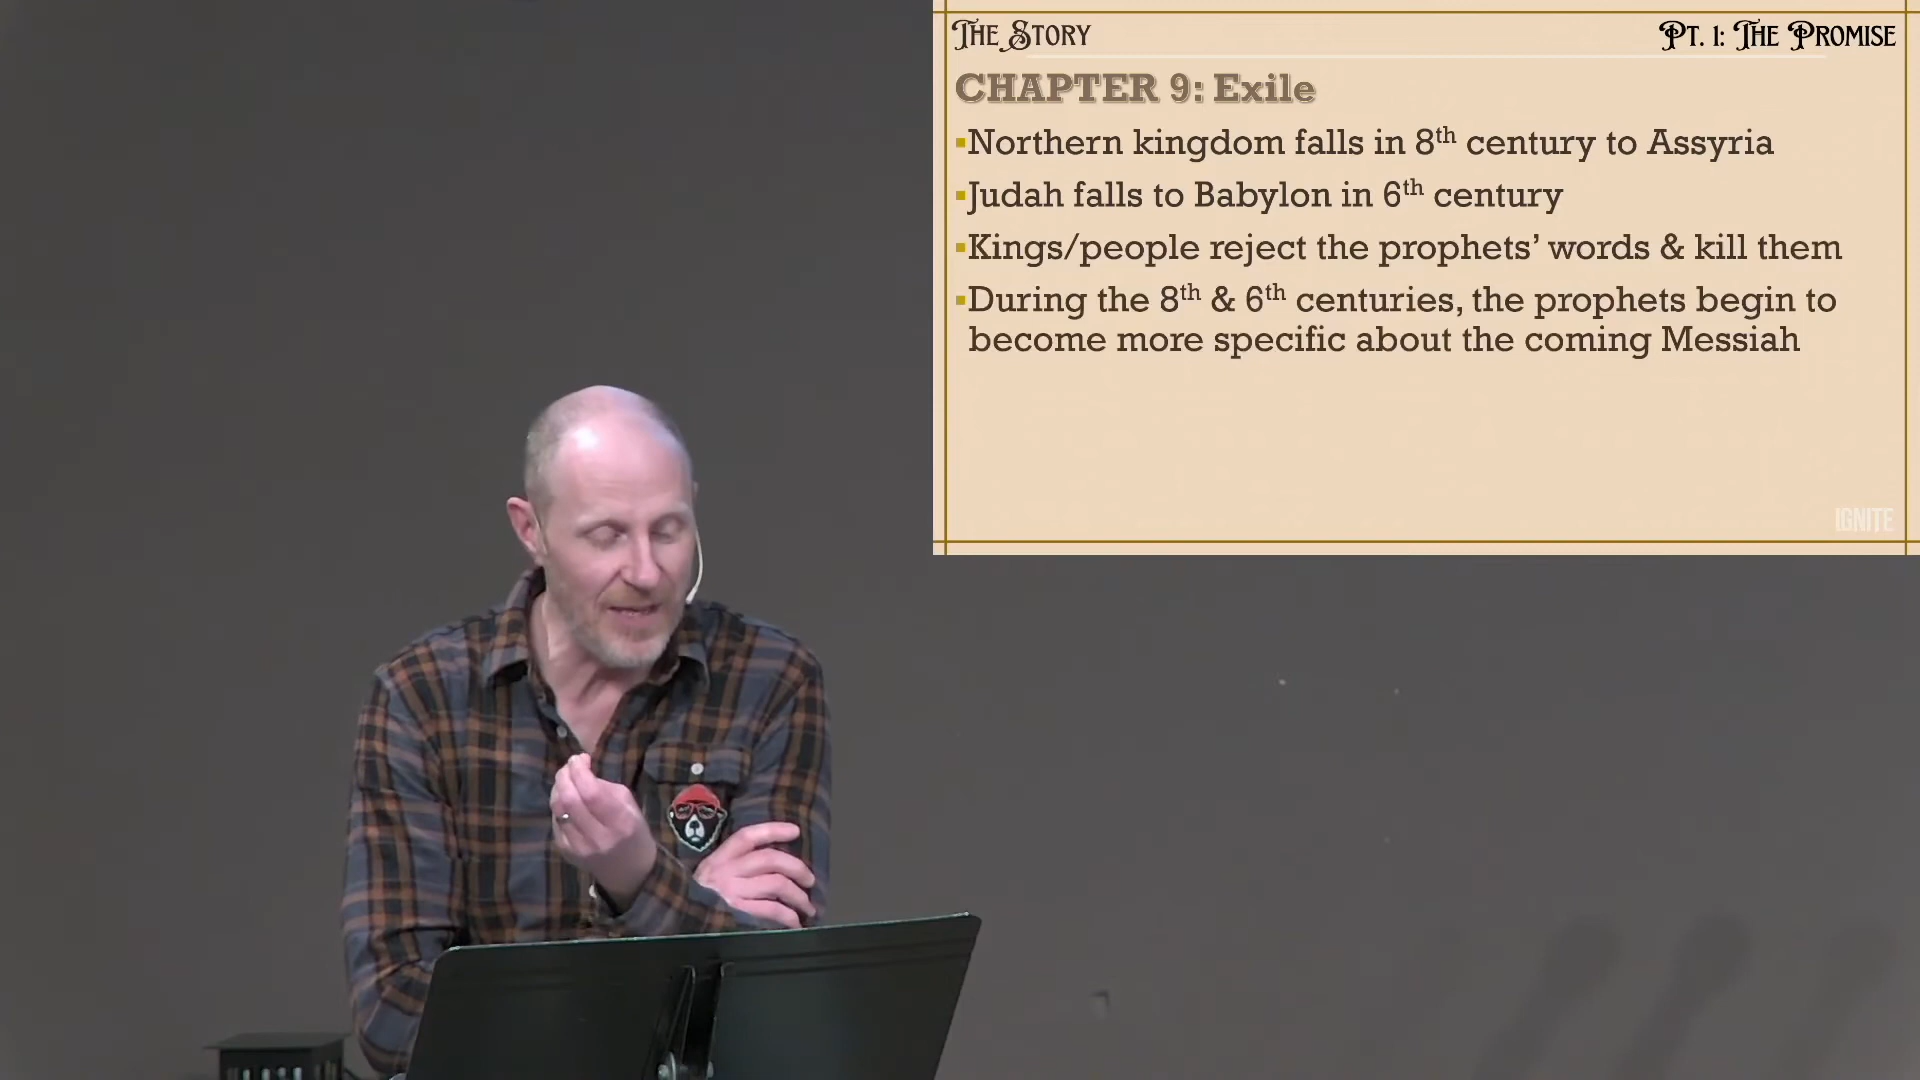 The Story
Pt. 1: The Promise
CHAPTER 9: Exile
▪Northern kingdom falls in 8th century to Assyria
▪Judah falls to Babylon in 6th century
▪Kings/people reject the prophets’ words & kill them
▪During the 8th & 6th centuries, the prophets begin to
become more specific about the coming Messiah
IGNITE